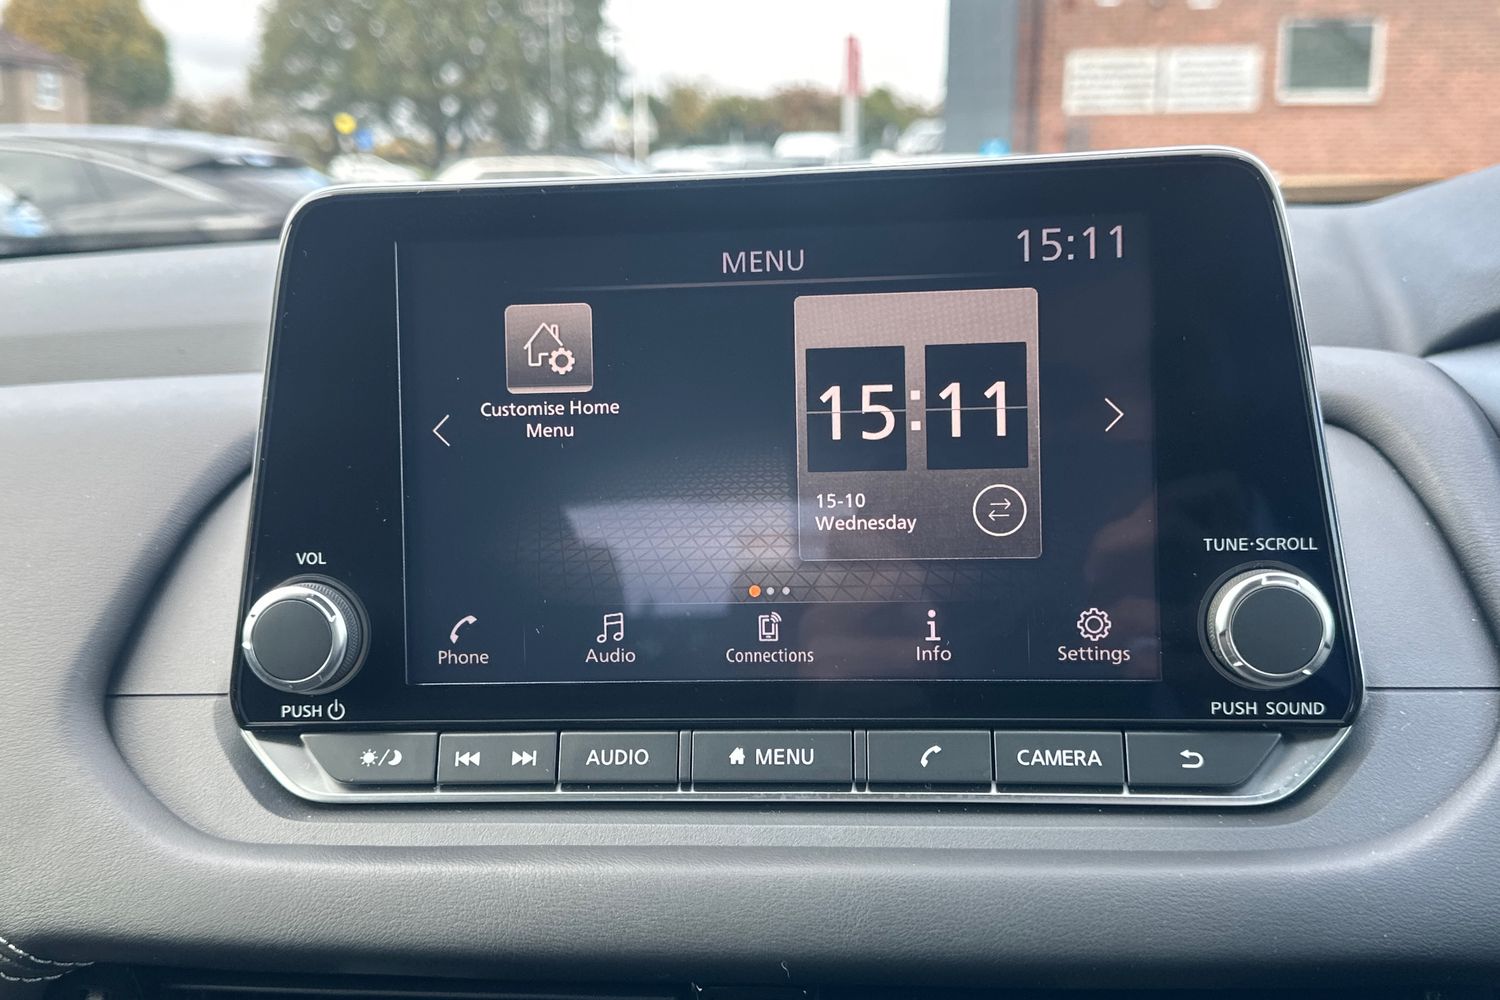 MENU
15:11
Customise Home
Menu
15:11
15-10
Wednesday
Phone
Audio
Connections
Info
Settings
VOL
PUSH
TUNE·SCROLL
PUSH SOUND
AUDIO
MENU
CAMERA